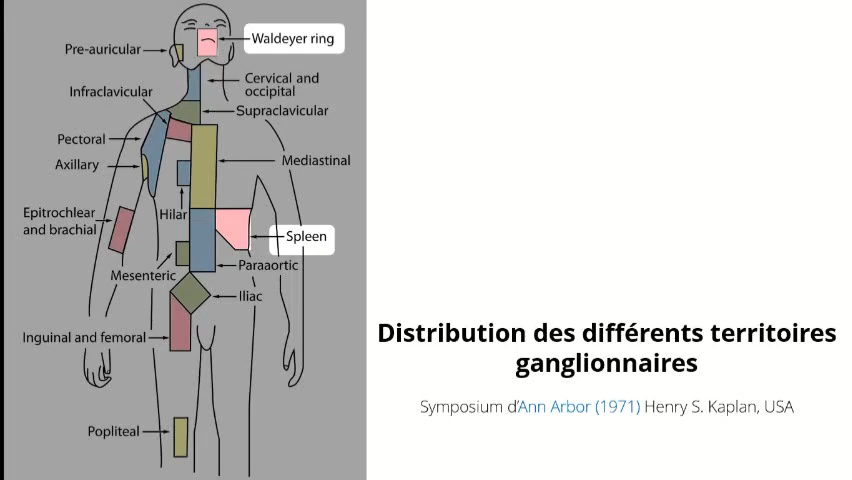 Waldeyer ring
Pre-auricular
Cervical and
occipital
Infraclavicular
Supraclavicular
Pectoral
Axillary
Mediastinal
Epitrochlear
and brachial
Hilar
Spleen
Mesenteric
Paraaortic
Iliac
Inguinal and femoral
Popliteal
Distribution des différents territoires
ganglionnaires
Symposium d'Ann Arbor (1971) Henry S. Kaplan, USA